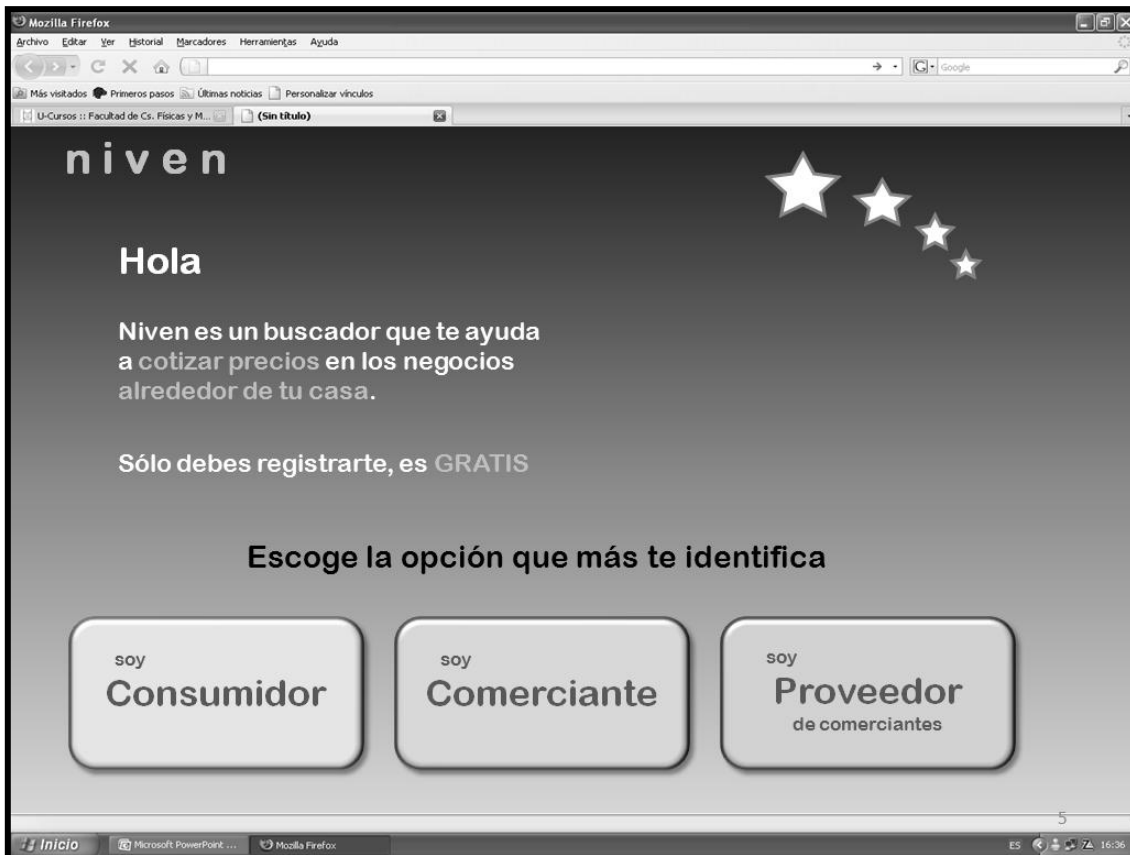 Mozilla Firefox
Archivo Editar Ver Historial Marcadores Herramientas Ayuda
G Google
Más visitados Primeros pasos Últimas noticias Personalizar vínculos
U-Cursos :: Facultad de Cs. Físicas y M... (Sin título)
niven
Hola
Niven es un buscador que te ayuda
a cotizar precios en los negocios
alrededor de tu casa.
Sólo debes registrarte, es GRATIS
Escoge la opción que más te identifica
soy
Consumidor
soy
Comerciante
soy
Proveedor
de comerciantes
5
Inicio Microsoft PowerPoint ... Mozilla Firefox ES 16:36